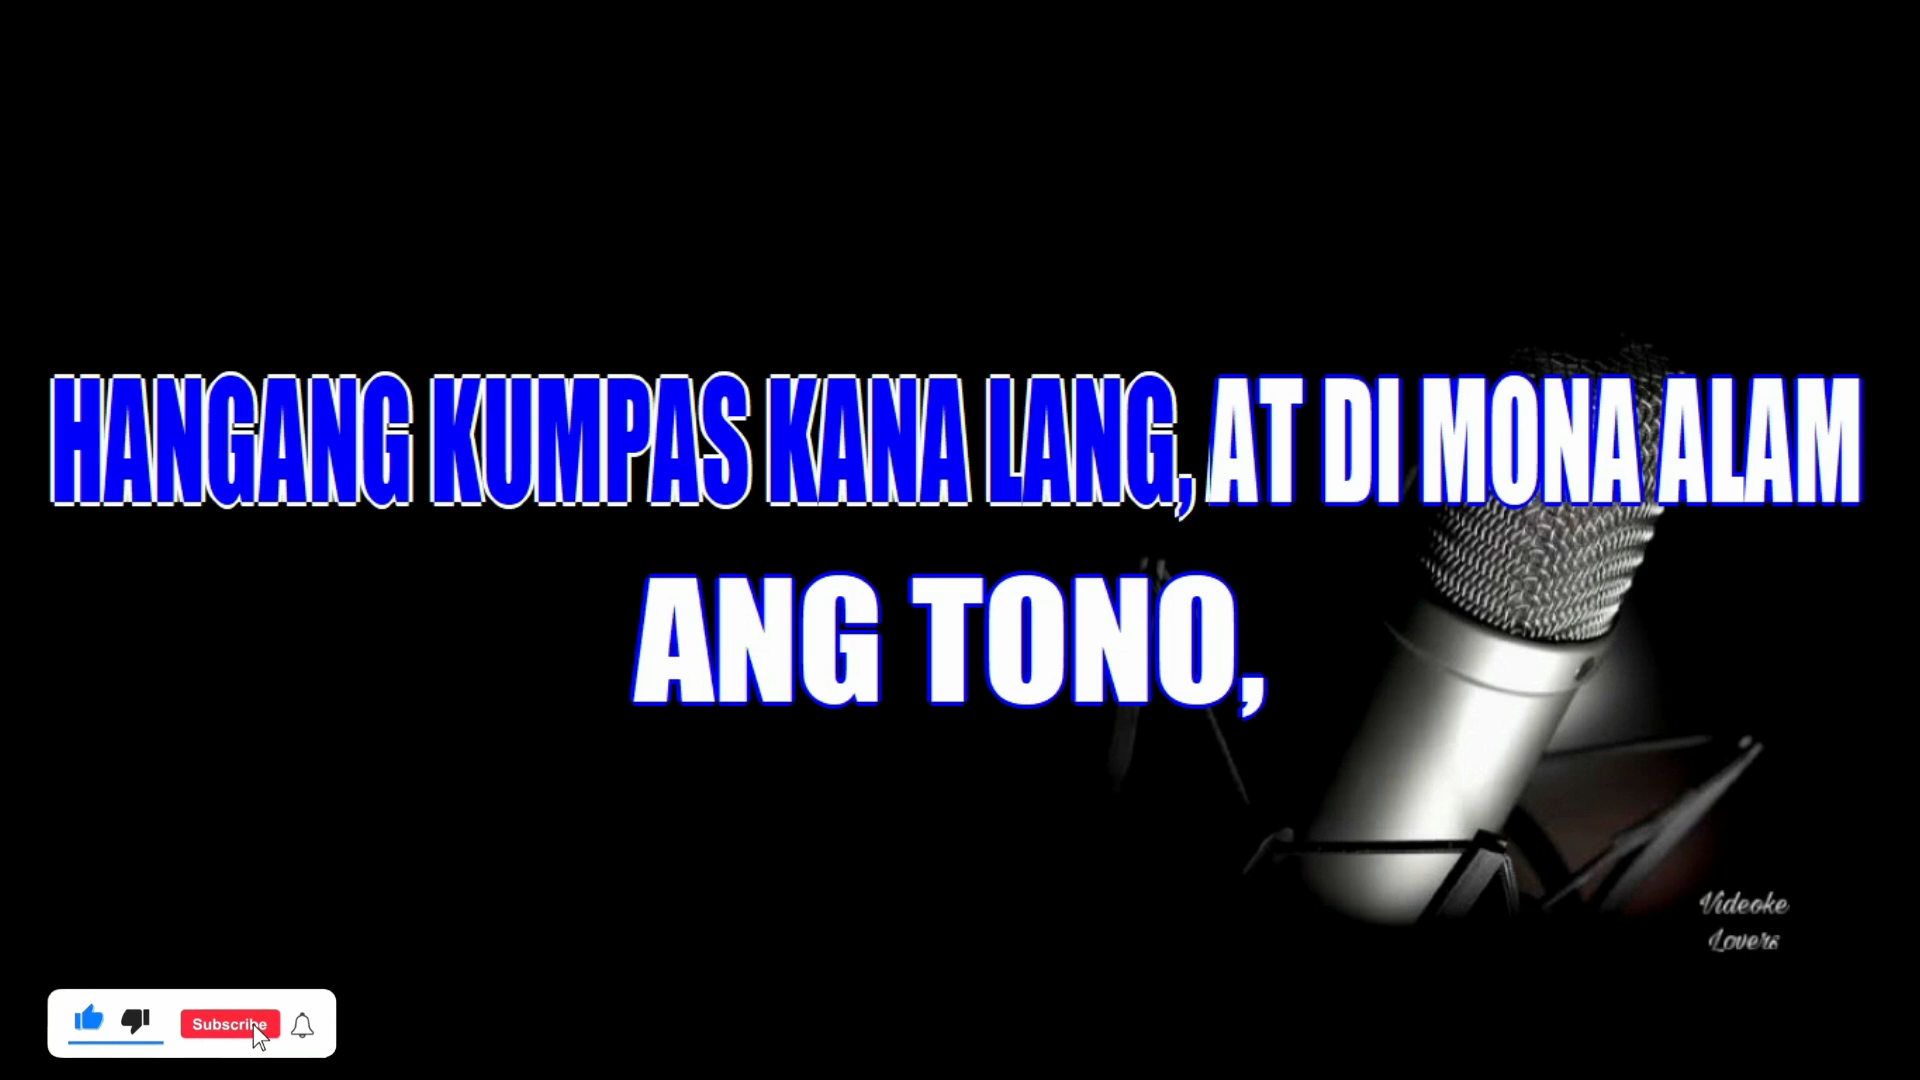 HANGANG KUMPAS KANA LANG, AT DI MONA ALAM
ANG TONO,
Videoke
Lovers
Subscribe